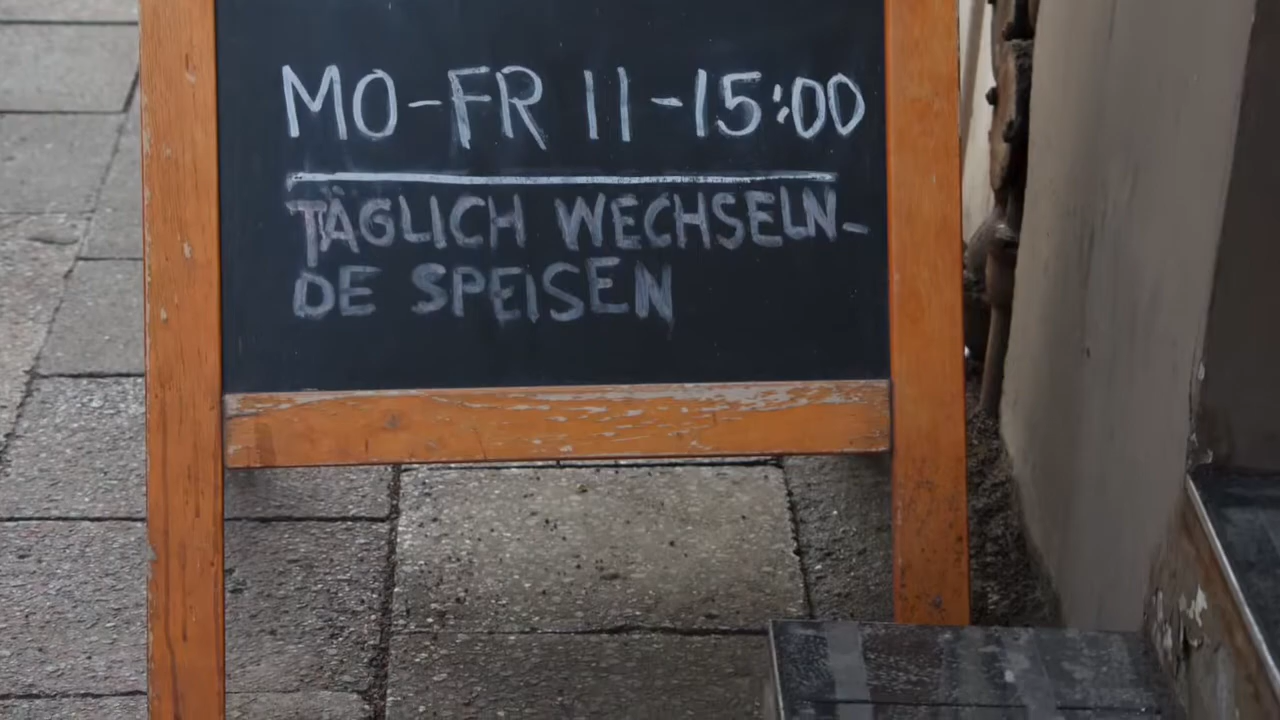 MO-FR 11-15:00
TÄGLICH WECHSELN-
DE SPEISEN